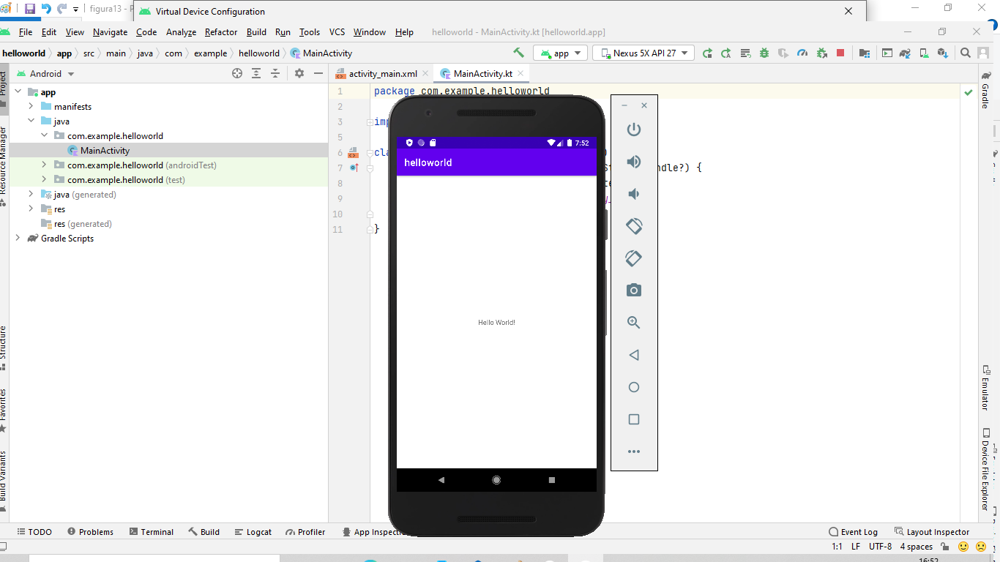 figura13 - P
Virtual Device Configuration
File Edit View Navigate Code Analyze Refactor Build Run Tools VCS Window Help helloworld - MainActivity.kt [helloworld.app]
helloworld app src main java com example helloworld MainActivity app Nexus 5X API 27
Android activity_main.xml MainActivity.kt
Project
Resource Manager
Structure
Favorites
Build Variants
app
manifests
java
com.example.helloworld
MainActivity
com.example.helloworld (androidTest)
com.example.helloworld (test)
java (generated)
res
res (generated)
Gradle Scripts
1 package com.example.helloworld
2
3 imp
5
6 cla
7 ndle?) {
8
9
10
11 }
7:52
helloworld
Hello World!
Gradle
Emulator
Device File Explorer
TODO Problems Terminal Build Logcat Profiler App Inspec Event Log Layout Inspector
1:1 LF UTF-8 4 spaces
16:52